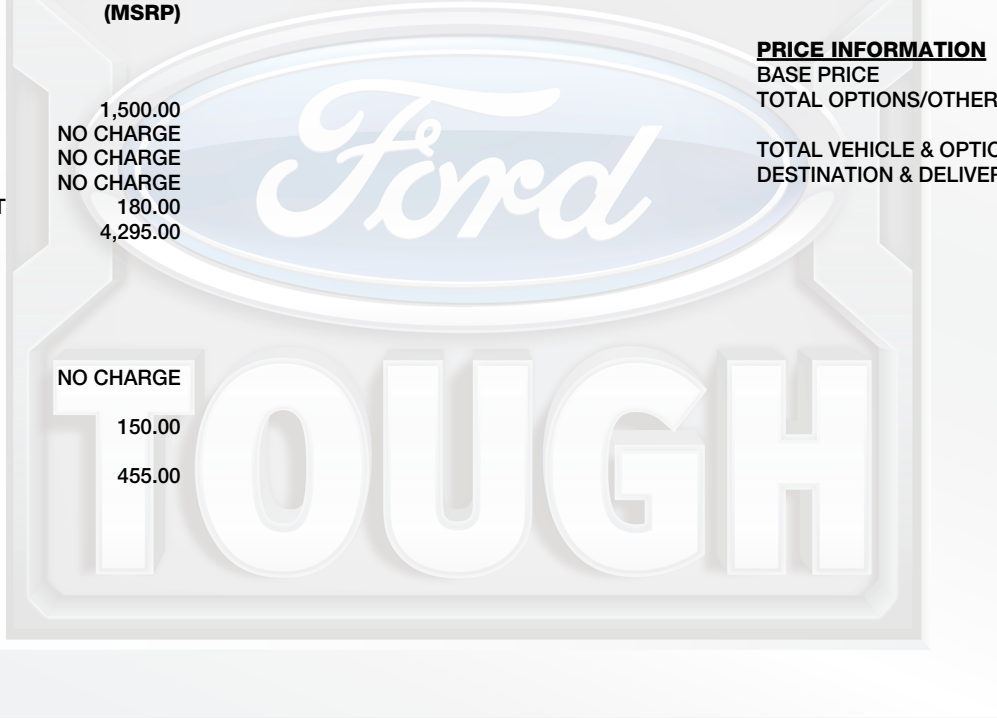 (MSRP)
1,500.00
NO CHARGE
NO CHARGE
NO CHARGE
T 180.00
4,295.00
NO CHARGE
150.00
455.00
PRICE INFORMATION
BASE PRICE
TOTAL OPTIONS/OTHER
TOTAL VEHICLE & OPTIO
DESTINATION & DELIVER
Ford
TOUGH